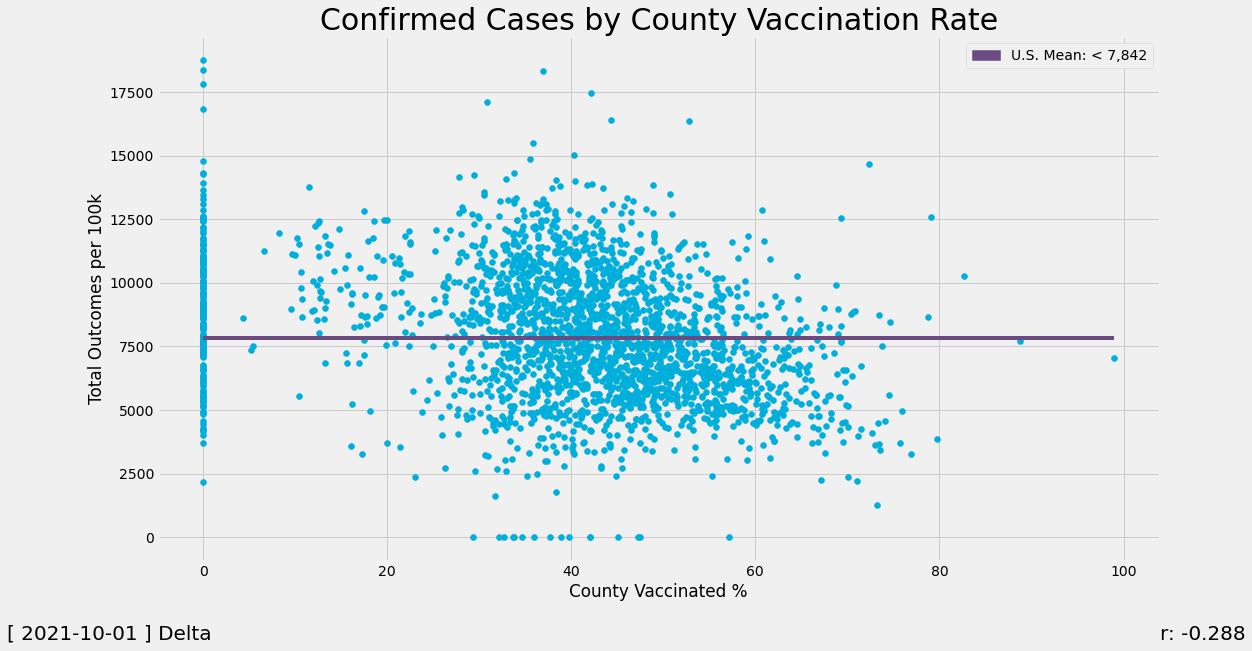 Confirmed Cases by County Vaccination Rate
U.S. Mean: < 7,842
Total Outcomes per 100k
17500
15000
12500
10000
7500
5000
2500
0
0 20 40 60 80 100
County Vaccinated %
[ 2021-10-01 ] Delta
r: -0.288